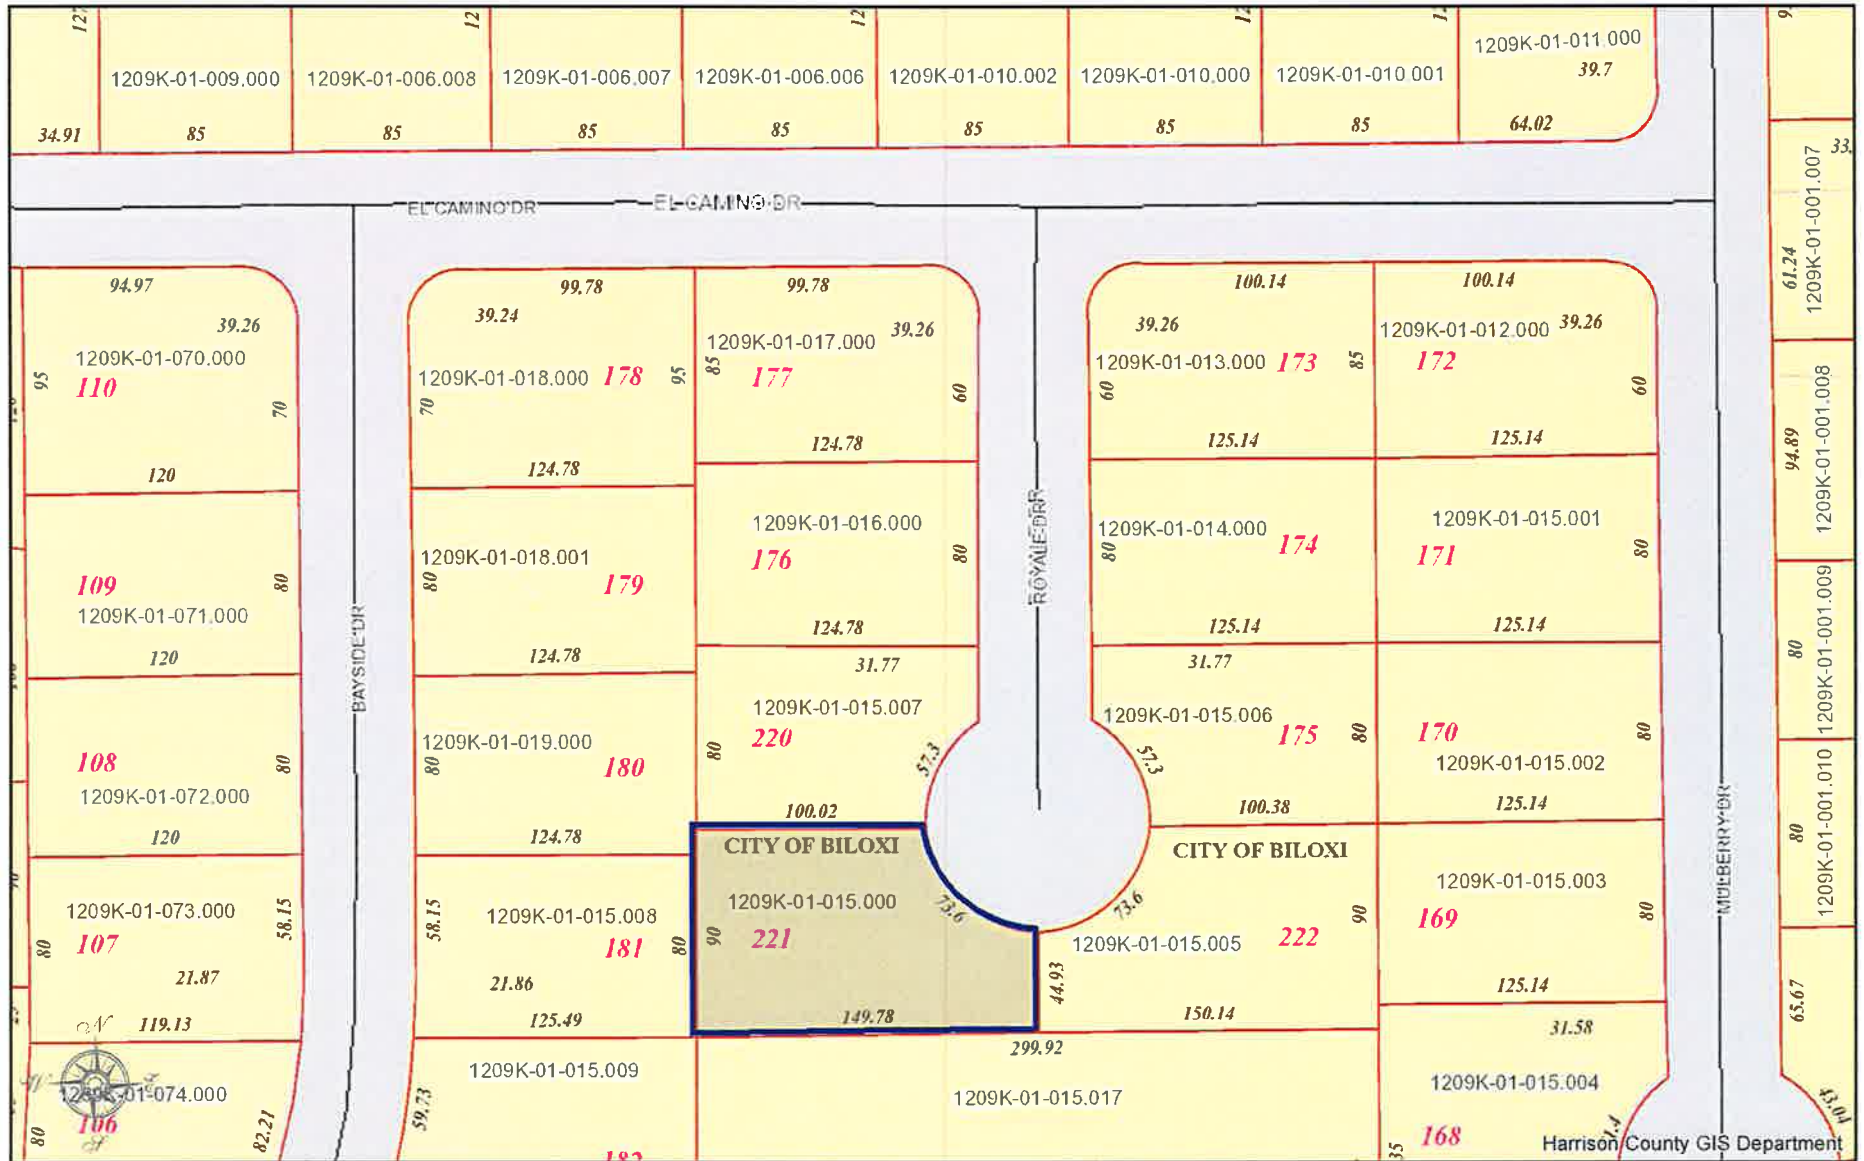 1209K-01-009.000
1209K-01-006.008
1209K-01-006.007
1209K-01-006.006
1209K-01-010.002
1209K-01-010.000
1209K-01-010.001
1209K-01-011.000
39.7
34.91
85
85
85
85
85
85
85
64.02
EL CAMINO DR
EL CAMINO DR
1209K-01-001.007
61.24
94.97
39.26
1209K-01-070.000
95
110
70
120
99.78
39.24
1209K-01-018.000
178
95
70
124.78
99.78
39.26
1209K-01-017.000
85
177
60
124.78
100.14
39.26
1209K-01-013.000
173
85
60
125.14
100.14
39.26
1209K-01-012.000
172
60
125.14
94.89
1209K-01-001.008
109
80
1209K-01-071.000
120
1209K-01-018.001
80
179
124.78
1209K-01-016.000
176
80
124.78
ROYALE DR
1209K-01-014.000
80
174
125.14
1209K-01-015.001
171
80
125.14
80
1209K-01-001.009
BAYSIDE DR
108
80
1209K-01-072.000
120
1209K-01-019.000
80
180
124.78
31.77
1209K-01-015.007
80
220
57.3
100.02
31.77
1209K-01-015.006
175
80
57.3
100.38
170
80
1209K-01-015.002
125.14
MULBERRY DR
80
1209K-01-001.010
1209K-01-073.000
80
107
58.15
21.87
119.13
58.15
1209K-01-015.008
181
80
21.86
125.49
CITY OF BILOXI
1209K-01-015.000
90
221
73.6
149.78
CITY OF BILOXI
73.6
1209K-01-015.005
222
90
44.93
150.14
1209K-01-015.003
169
80
125.14
65.67
N
W
E
S
1209K-01-074.000
106
80
82.21
59.73
1209K-01-015.009
299.92
1209K-01-015.017
31.58
1209K-01-015.004
168
43.04
Harrison County GIS Department